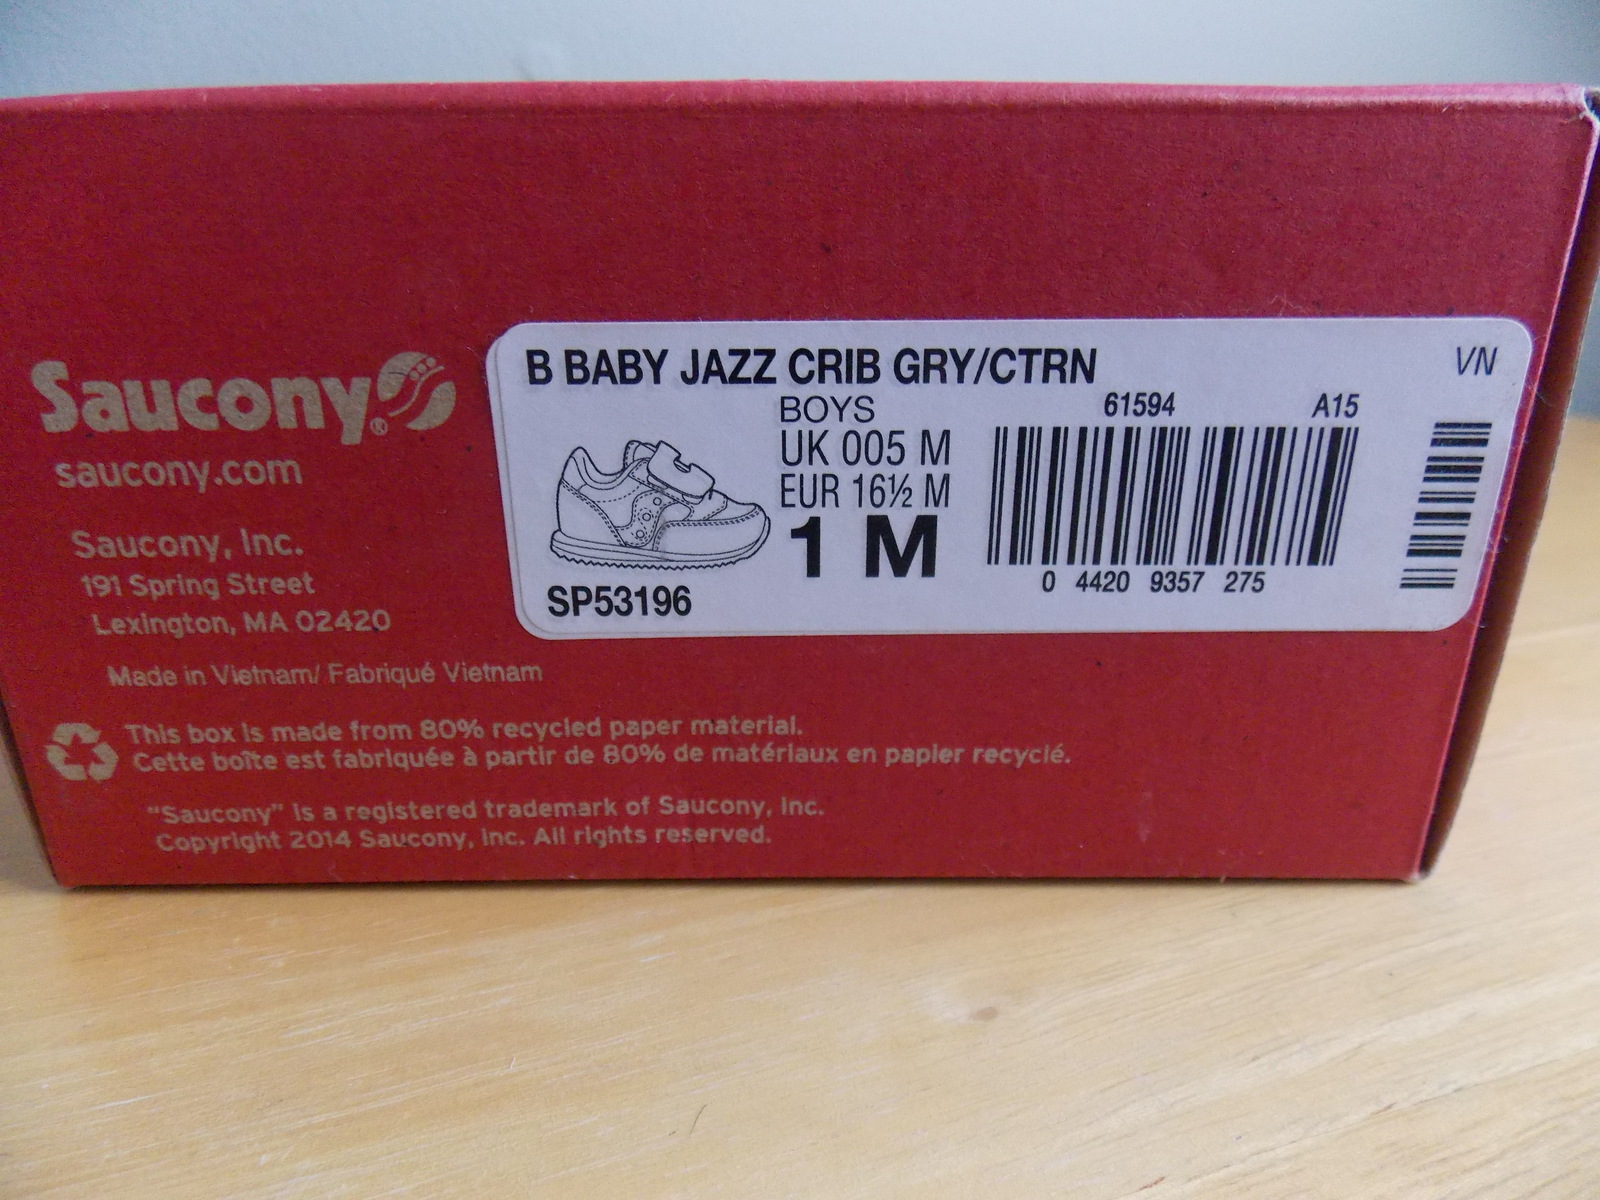 Saucony®
saucony.com
Saucony, Inc.
191 Spring Street
Lexington, MA 02420
Made in Vietnam/ Fabriqué Vietnam
This box is made from 80% recycled paper material.
Cette boîte est fabriquée à partir de 80% de matériaux en papier recyclé.
"Saucony" is a registered trademark of Saucony, Inc.
Copyright 2014 Saucony, Inc. All rights reserved.
B BABY JAZZ CRIB GRY/CTRN
VN
BOYS
61594
A15
UK 005 M
EUR 16½ M
1 M
0 4420 9357 275
SP53196